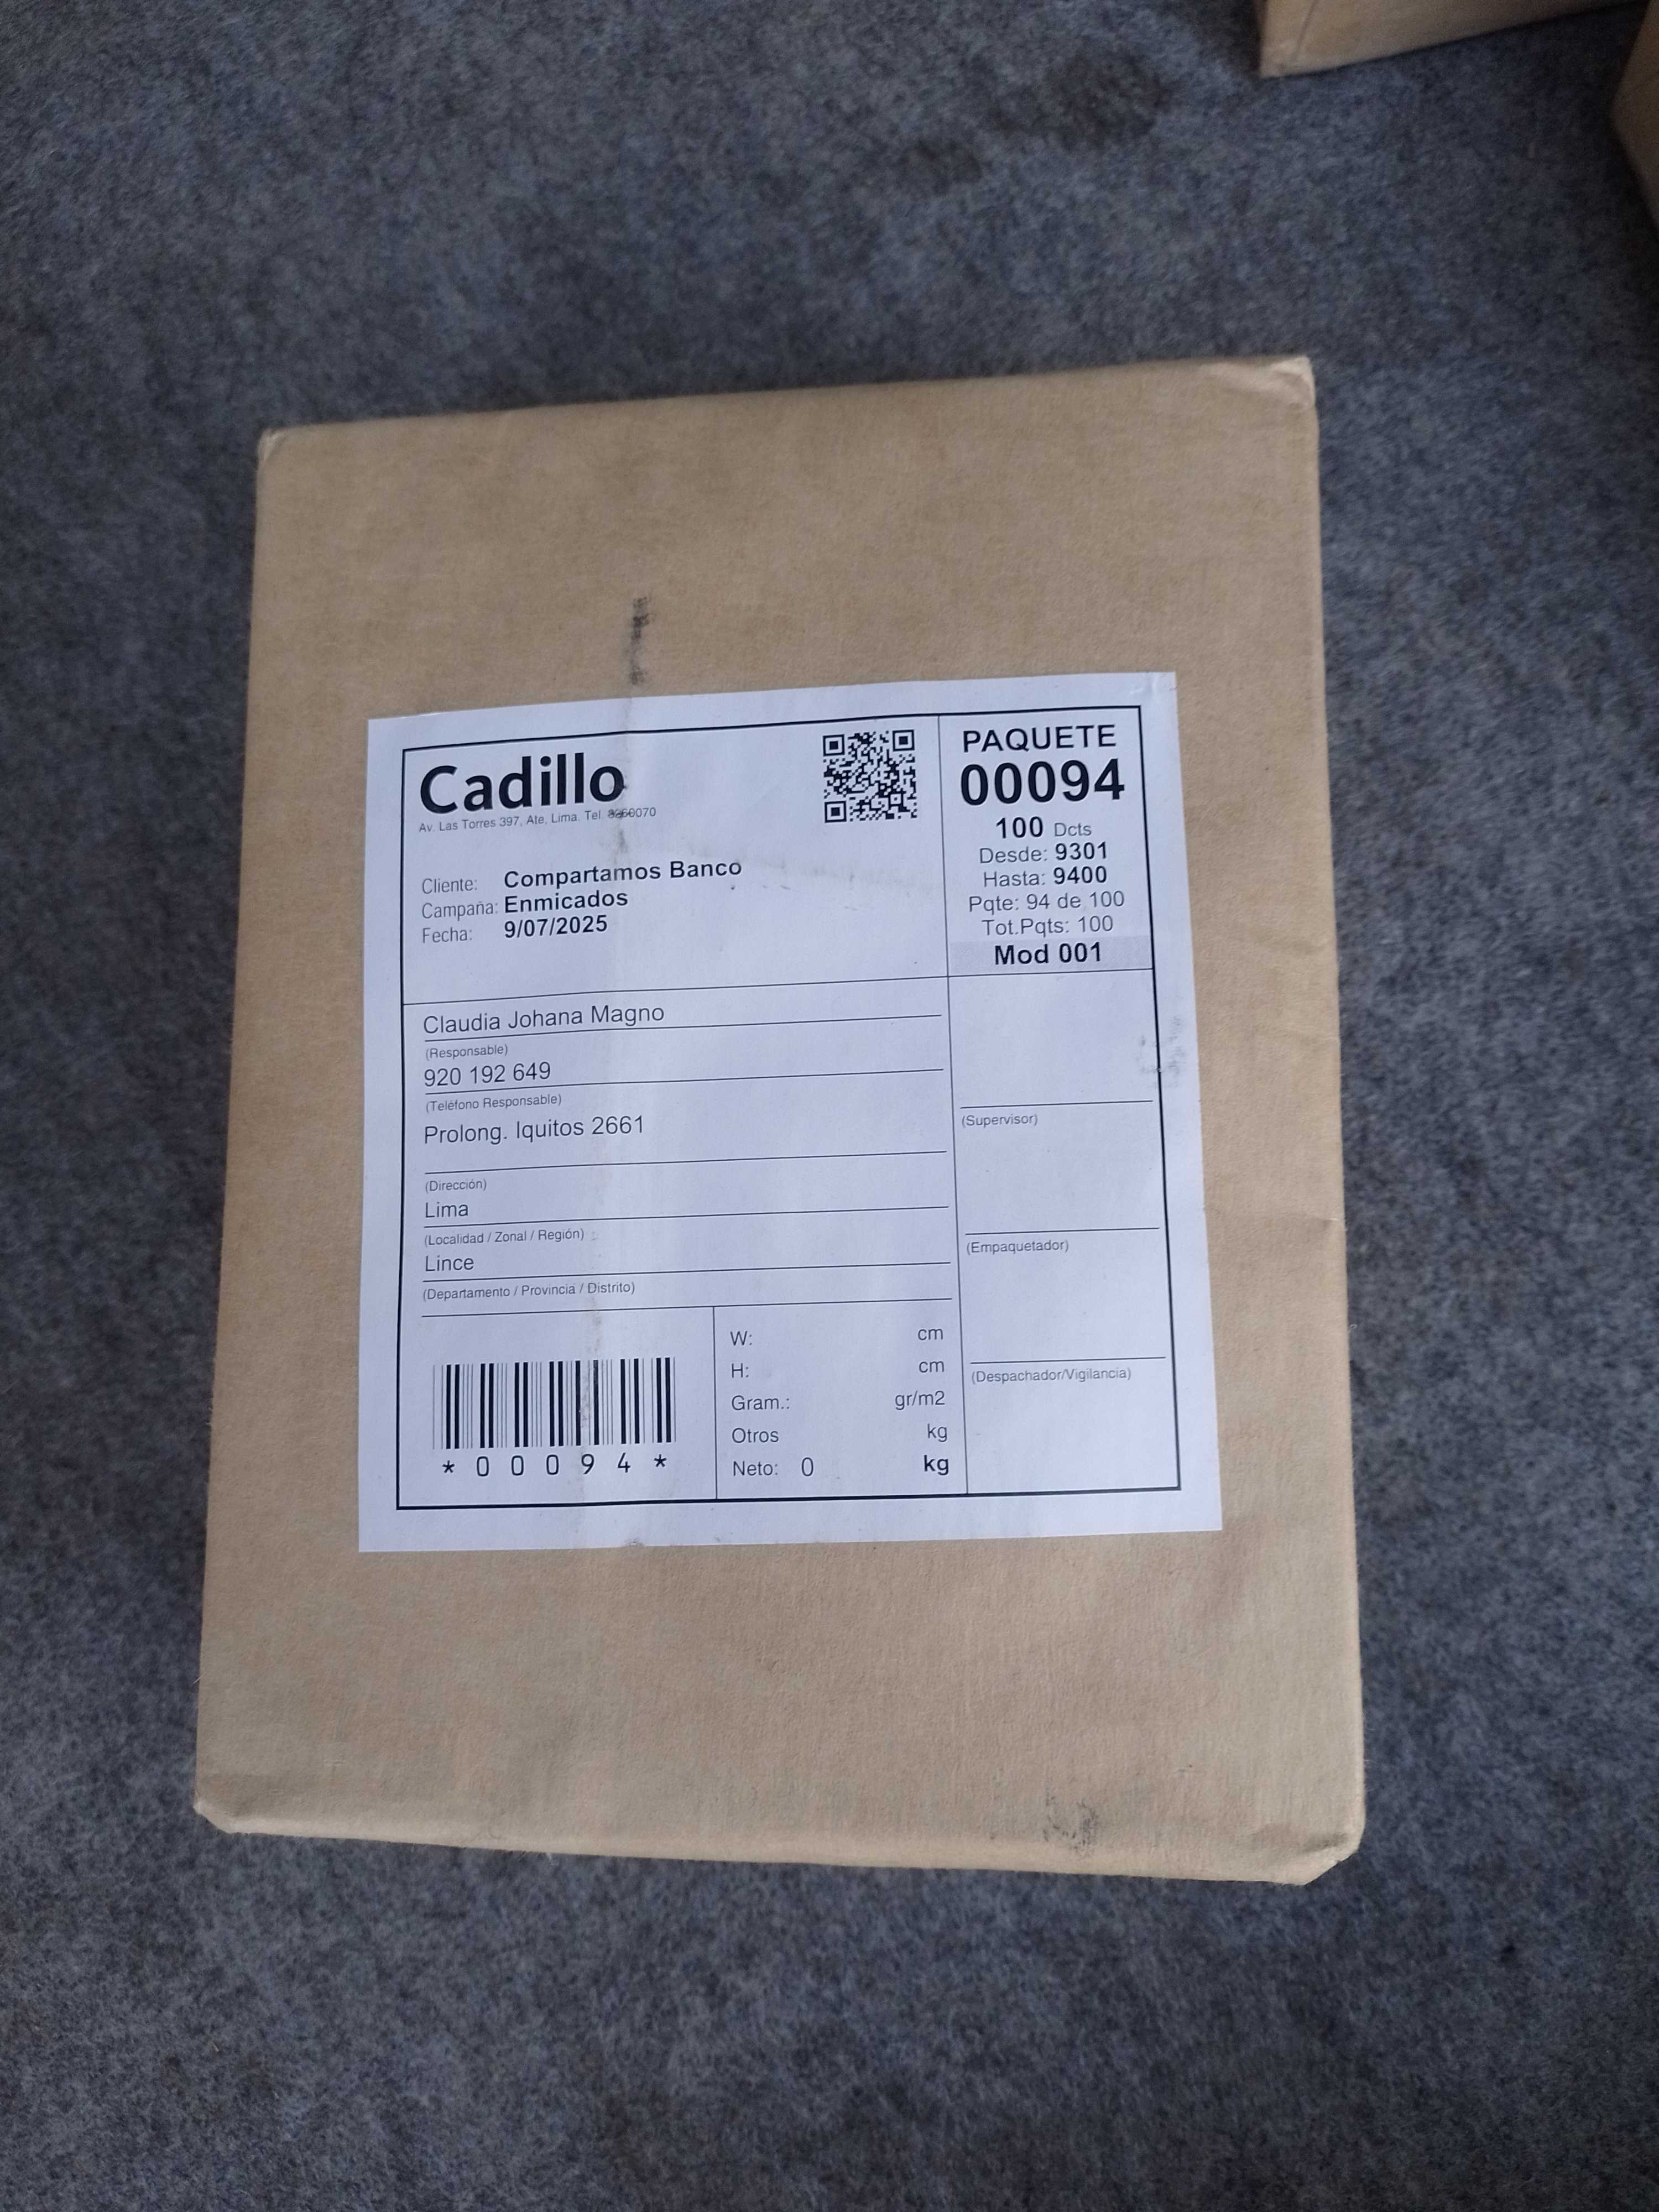 Cadillo
Av. Las Torres 397, Ate, Lima. Tel.
Cliente: Compartamos Banco
Campaña: Enmicados
Fecha: 9/07/2025
PAQUETE
00094
100 Dcts
Desde: 9301
Hasta: 9400
Pqte: 94 de 100
Tot.Pqts: 100
Mod 001
Claudia Johana Magno
(Responsable)
920 192 649
(Teléfono Responsable)
Prolong. Iquitos 2661
(Dirección)
Lima
(Localidad / Zonal / Región)
Lince
(Departamento / Provincia / Distrito)
(Supervisor)
(Empaquetador)
(Despachador/Vigilancia)
*00094*
W: cm
H: cm
Gram.: gr/m2
Otros kg
Neto: 0 kg